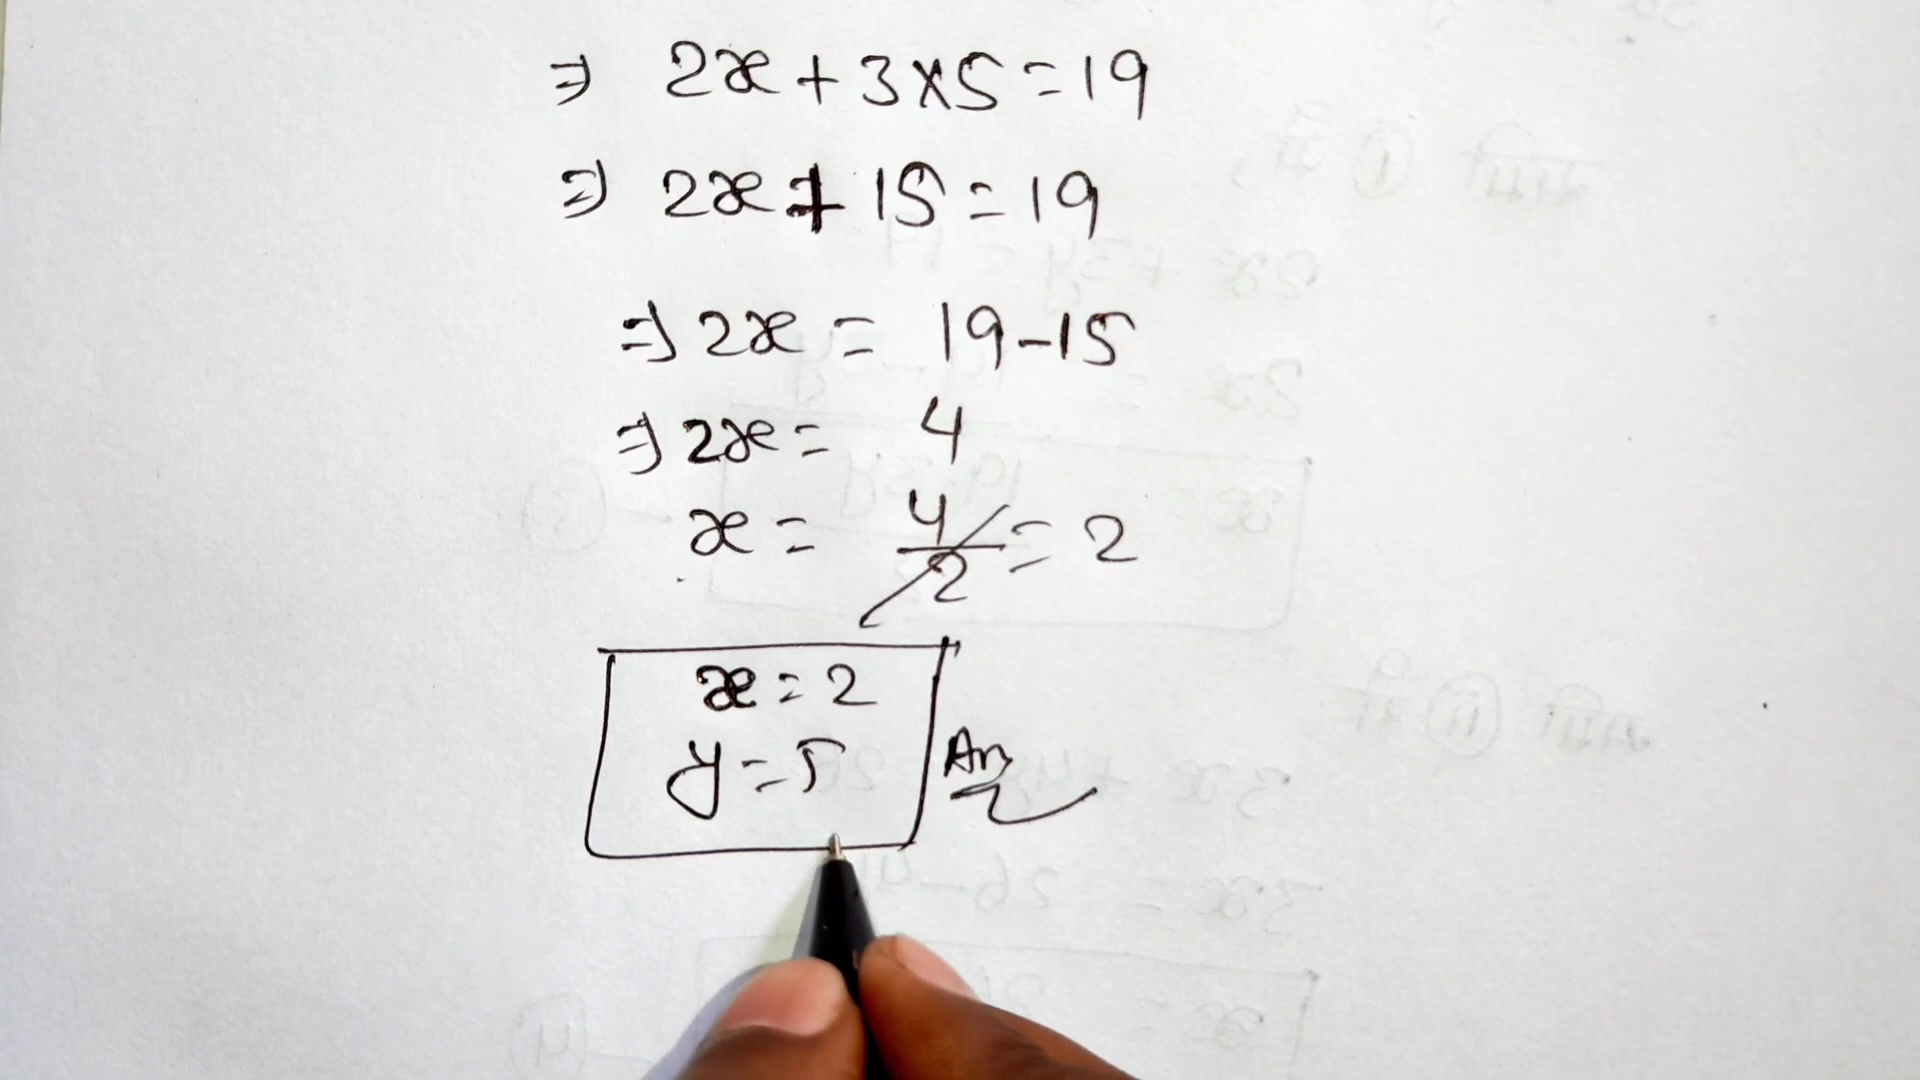 ⇒ 2x + 3×5 = 19
⇒ 2x + 15 = 19
⇒ 2x = 19-15
⇒ 2x = 4
x = 4/2 = 2
x = 2
y = 5
Ans